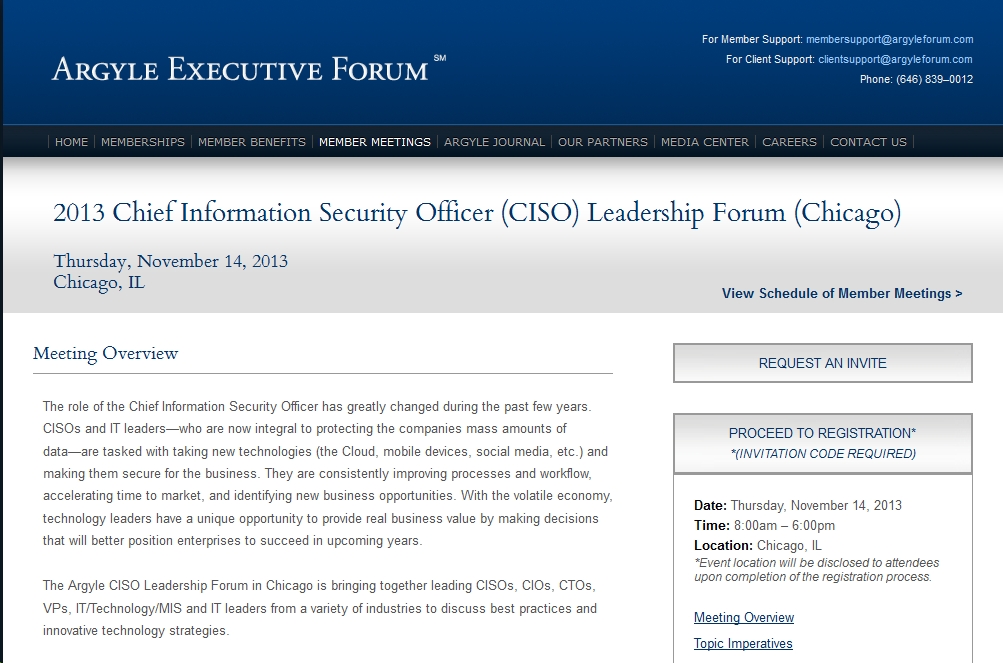 ARGYLE EXECUTIVE FORUM SM
For Member Support: membersupport@argyleforum.com
For Client Support: clientsupport@argyleforum.com
Phone: (646) 839–0012
HOME | MEMBERSHIPS | MEMBER BENEFITS | MEMBER MEETINGS | ARGYLE JOURNAL | OUR PARTNERS | MEDIA CENTER | CAREERS | CONTACT US
2013 Chief Information Security Officer (CISO) Leadership Forum (Chicago)
Thursday, November 14, 2013
Chicago, IL
View Schedule of Member Meetings >
Meeting Overview
The role of the Chief Information Security Officer has greatly changed during the past few years.
CISOs and IT leaders—who are now integral to protecting the companies mass amounts of
data—are tasked with taking new technologies (the Cloud, mobile devices, social media, etc.) and
making them secure for the business. They are consistently improving processes and workflow,
accelerating time to market, and identifying new business opportunities. With the volatile economy,
technology leaders have a unique opportunity to provide real business value by making decisions
that will better position enterprises to succeed in upcoming years.
The Argyle CISO Leadership Forum in Chicago is bringing together leading CISOs, CIOs, CTOs,
VPs, IT/Technology/MIS and IT leaders from a variety of industries to discuss best practices and
innovative technology strategies.
REQUEST AN INVITE
PROCEED TO REGISTRATION*
*(INVITATION CODE REQUIRED)
Date: Thursday, November 14, 2013
Time: 8:00am – 6:00pm
Location: Chicago, IL
*Event location will be disclosed to attendees
upon completion of the registration process.
Meeting Overview
Topic Imperatives